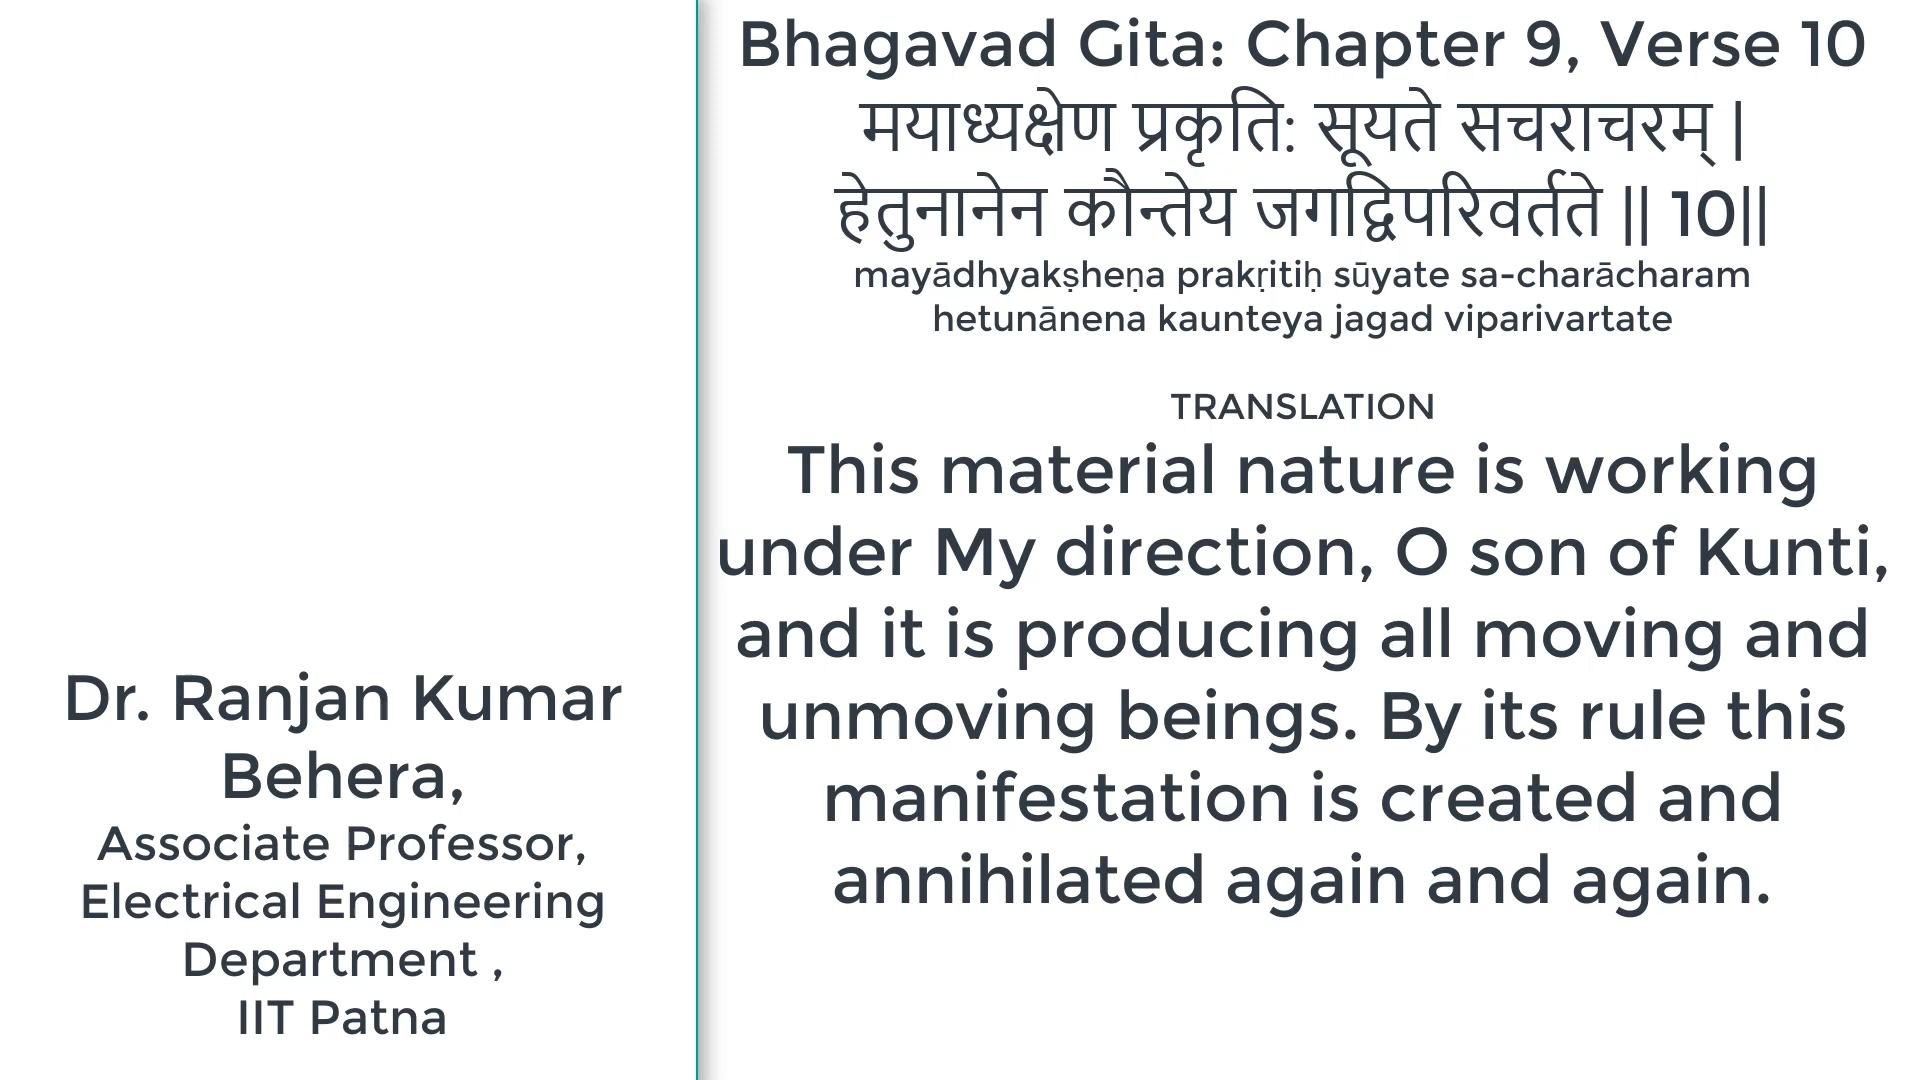 Dr. Ranjan Kumar
Behera,
Associate Professor,
Electrical Engineering
Department ,
IIT Patna
Bhagavad Gita: Chapter 9, Verse 10
मयाध्यक्षेण प्रकृति: सूयते सचराचरम् |
हेतुनानेन कौन्तेय जगद्विपरिवर्तते || 10||
mayādhyakṣheṇa prakṛitiḥ sūyate sa-charācharam
hetunānena kaunteya jagad viparivartate
TRANSLATION
This material nature is working
under My direction, O son of Kunti,
and it is producing all moving and
unmoving beings. By its rule this
manifestation is created and
annihilated again and again.